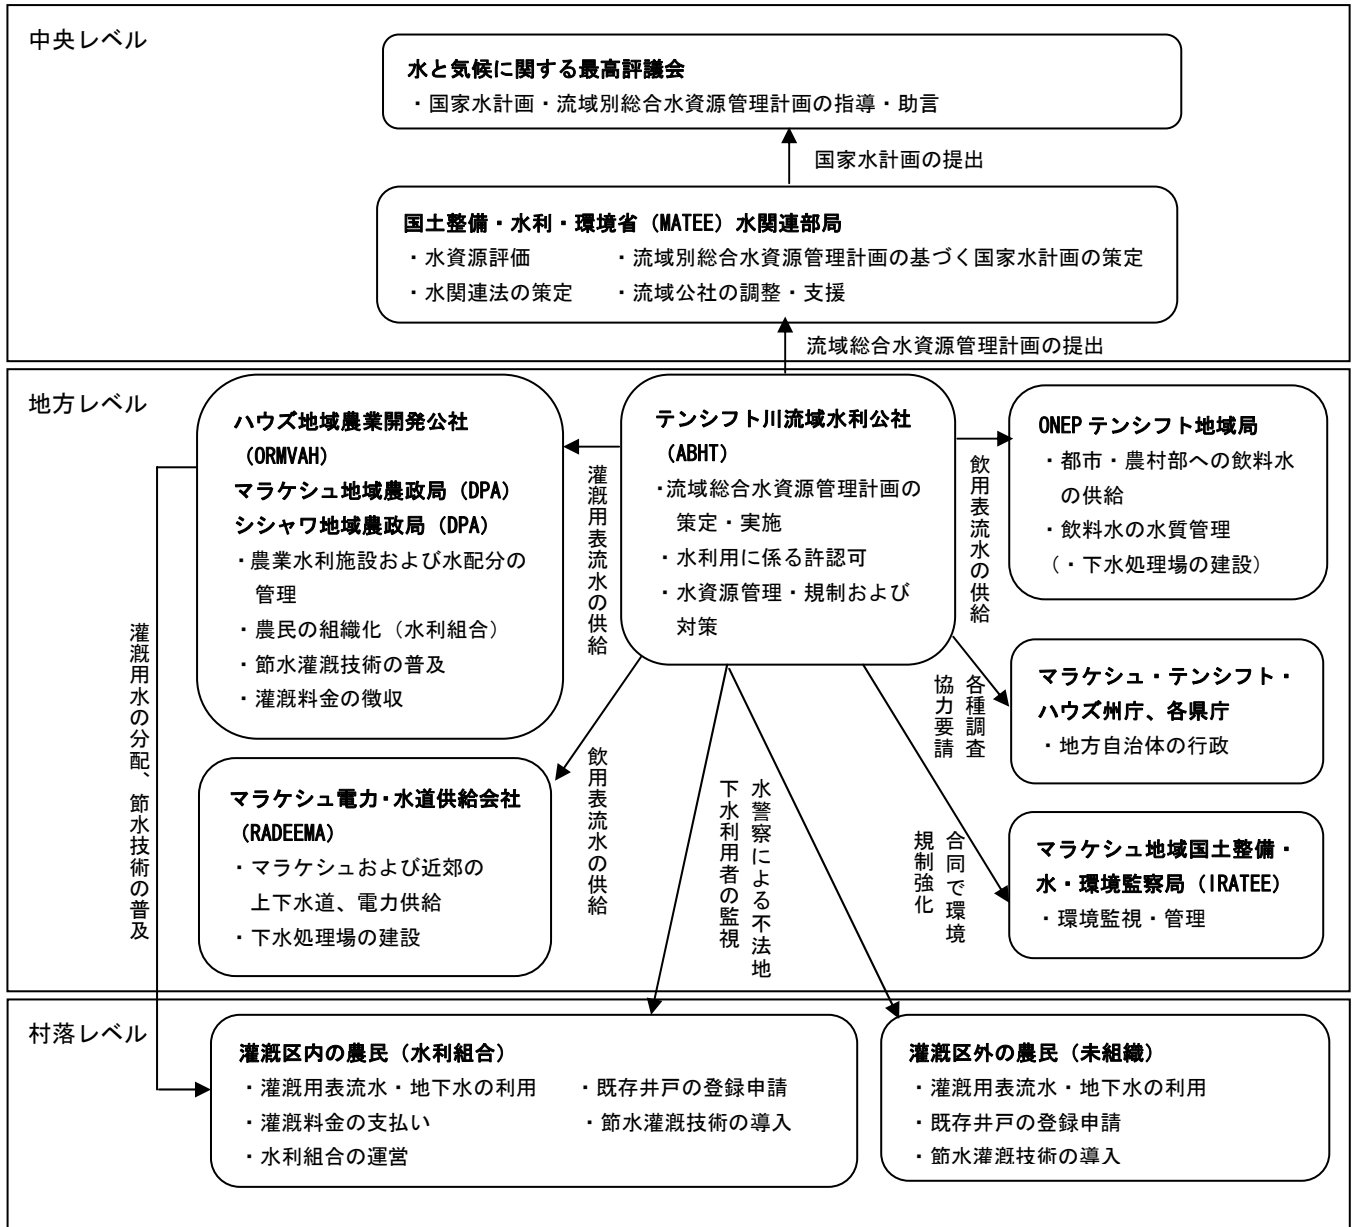 中央レベル
水と気候に関する最高評議会
・国家水計画・流域別総合水資源管理計画の指導・助言
国家水計画の提出
国土整備・水利・環境省（MATEE）水関連部局
・水資源評価
・流域別総合水資源管理計画の基づく国家水計画の策定
・水関連法の策定
・流域公社の調整・支援
流域総合水資源管理計画の提出
地方レベル
ハウズ地域農業開発公社
（ORMVAH）
マラケシュ地域農政局（DPA）
シシャワ地域農政局（DPA）
・農業水利施設および水配分の
管理
・農民の組織化（水利組合）
・節水灌漑技術の普及
・灌漑料金の徴収
灌漑用表流水の供給
テンシフト川流域水利公社
（ABHT）
・流域総合水資源管理計画の
策定・実施
・水利用に係る許認可
・水資源管理・規制および
対策
飲用表流水の供給
ONEP テンシフト地域局
・都市・農村部への飲料水
の供給
・飲料水の水質管理
（・下水処理場の建設）
灌漑用水の分配、節水技術の普及
マラケシュ電力・水道供給会社
（RADEEMA）
・マラケシュおよび近郊の
上下水道、電力供給
・下水処理場の建設
飲用表流水の供給
水警察による不法地
下水利用者の監視
各種調査
協力要請
マラケシュ・テンシフト・
ハウズ州庁、各県庁
・地方自治体の行政
合同で環境
規制強化
マラケシュ地域国土整備・
水・環境監察局（IRATEE）
・環境監視・管理
村落レベル
灌漑区内の農民（水利組合）
・灌漑用表流水・地下水の利用
・既存井戸の登録申請
・灌漑料金の支払い
・節水灌漑技術の導入
・水利組合の運営
灌漑区外の農民（未組織）
・灌漑用表流水・地下水の利用
・既存井戸の登録申請
・節水灌漑技術の導入